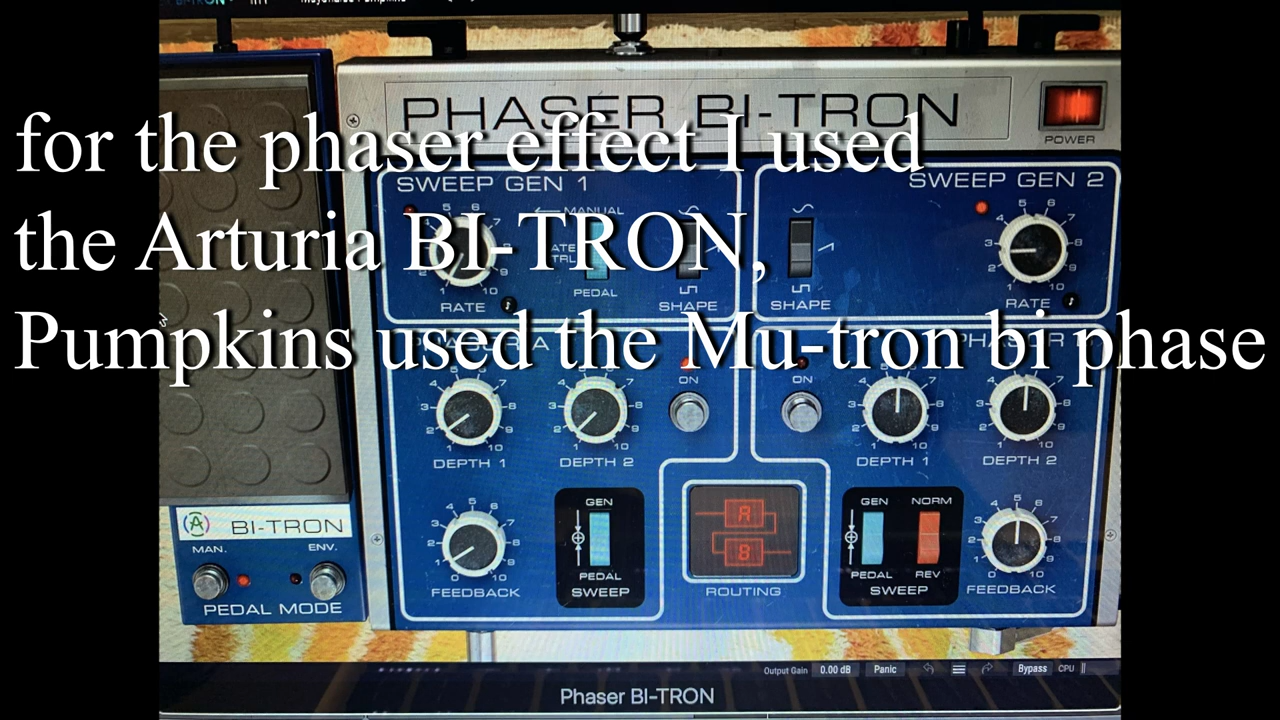 for the phaser effect I used
the Arturia BI-TRON,
Pumpkins used the Mu-tron bi phase
PHASER BI-TRON
POWER
SWEEP GEN 1
SWEEP GEN 2
MANUAL
PEDAL
RATE
SHAPE
SHAPE
RATE
ON
ON
DEPTH 1
DEPTH 2
DEPTH 1
DEPTH 2
BI-TRON
MAN.
ENV.
PEDAL MODE
FEEDBACK
GEN
PEDAL
SWEEP
A
B
ROUTING
GEN
NORM
PEDAL
REV
SWEEP
FEEDBACK
Output Gain 0.00 dB Panic Bypass CPU
Phaser BI-TRON